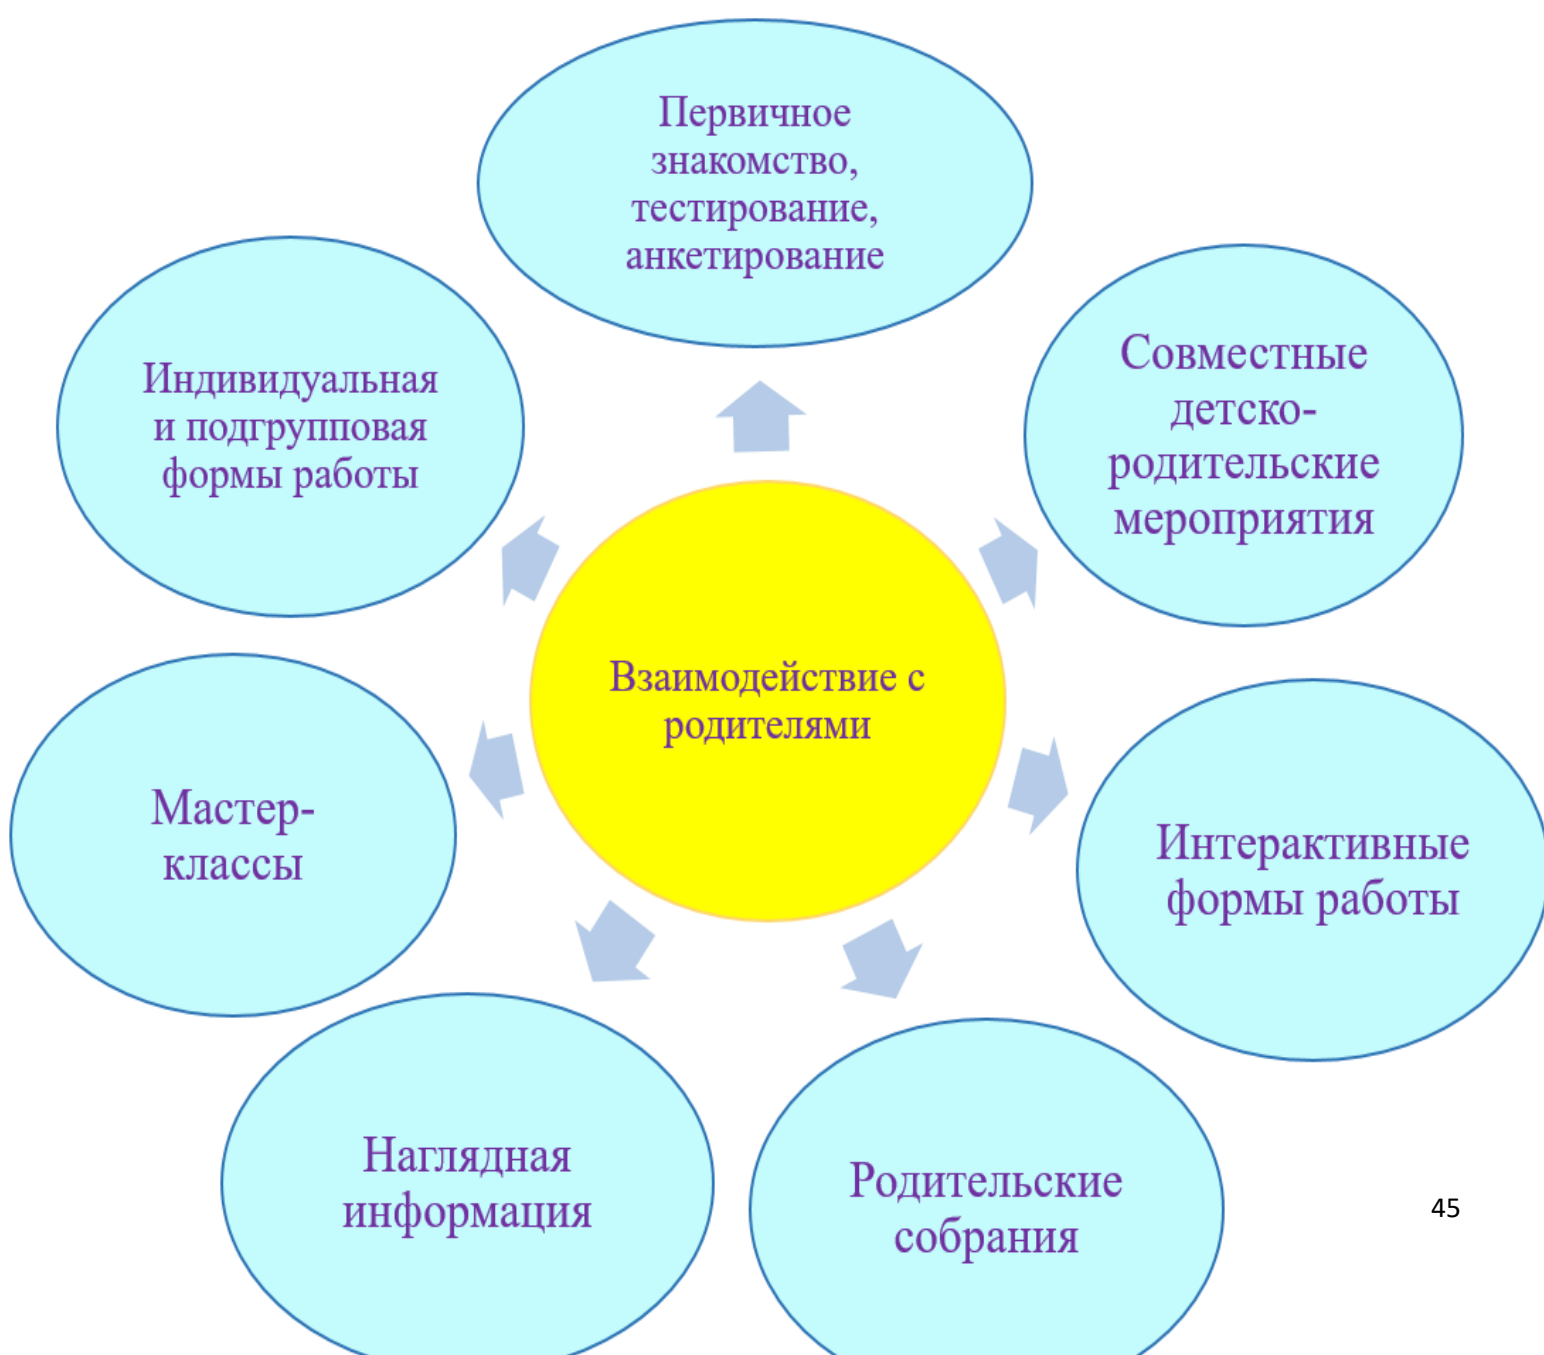 Первичное
знакомство,
тестирование,
анкетирование
Индивидуальная
и подгрупповая
формы работы
Совместные
детско-
родительские
мероприятия
Взаимодействие с
родителями
Мастер-
классы
Интерактивные
формы работы
Наглядная
информация
Родительские
собрания
45